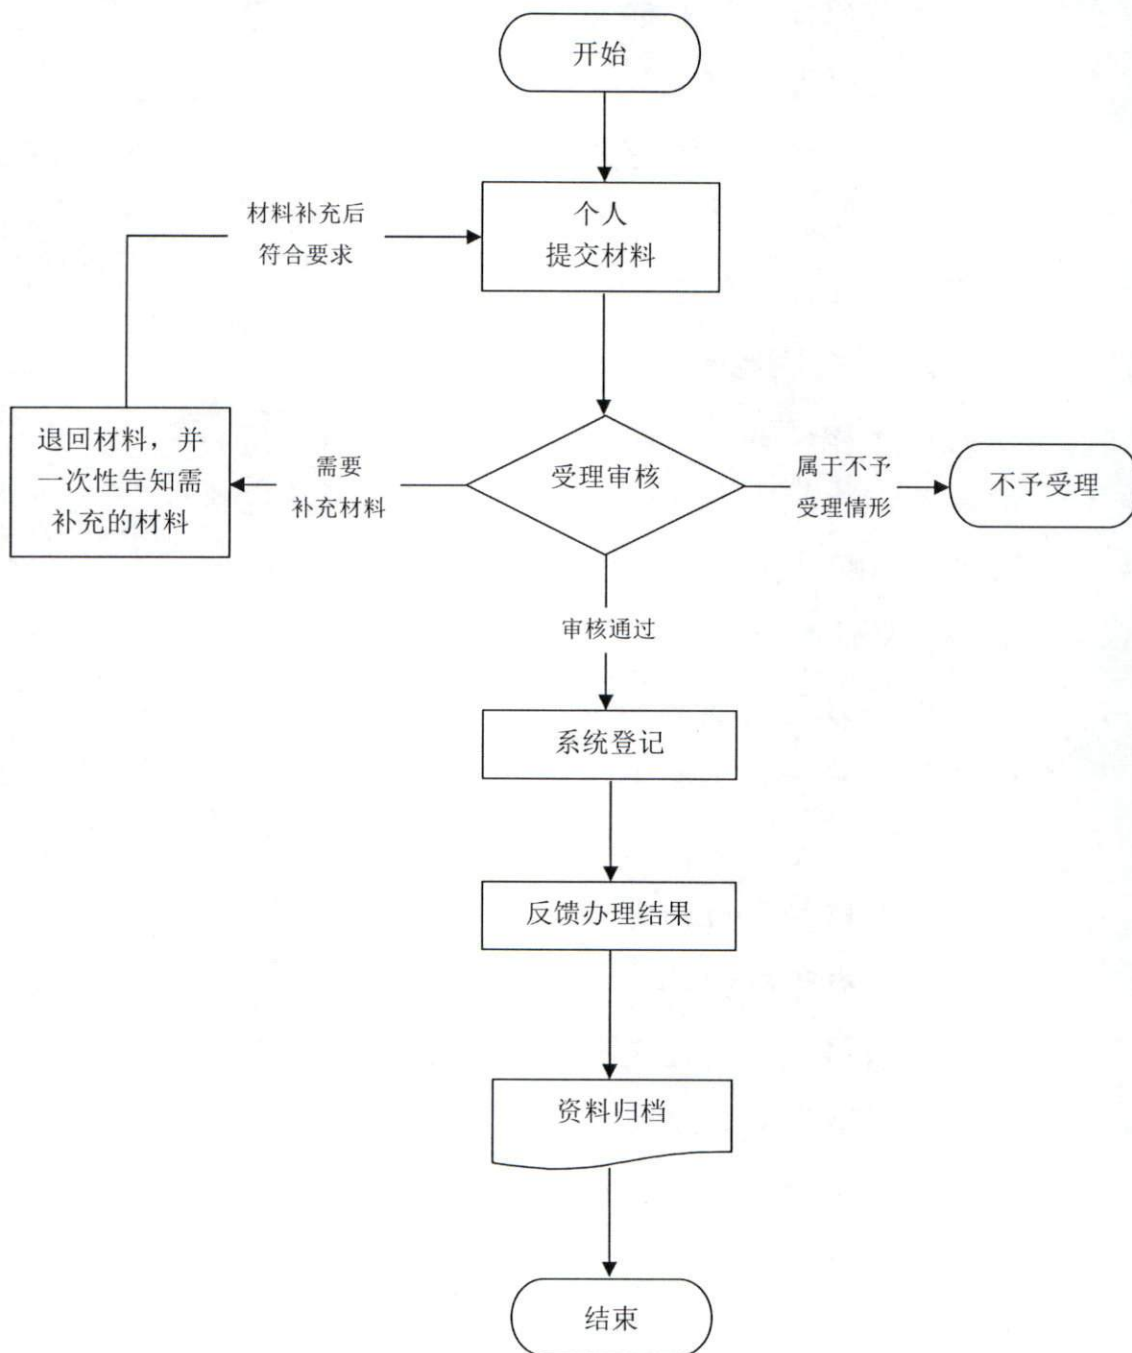 开始
材料补充后
符合要求
个人
提交材料
退回材料，并
一次性告知需
补充的材料
需要
补充材料
受理审核
属于不予
受理情形
不予受理
审核通过
系统登记
反馈办理结果
资料归档
结束